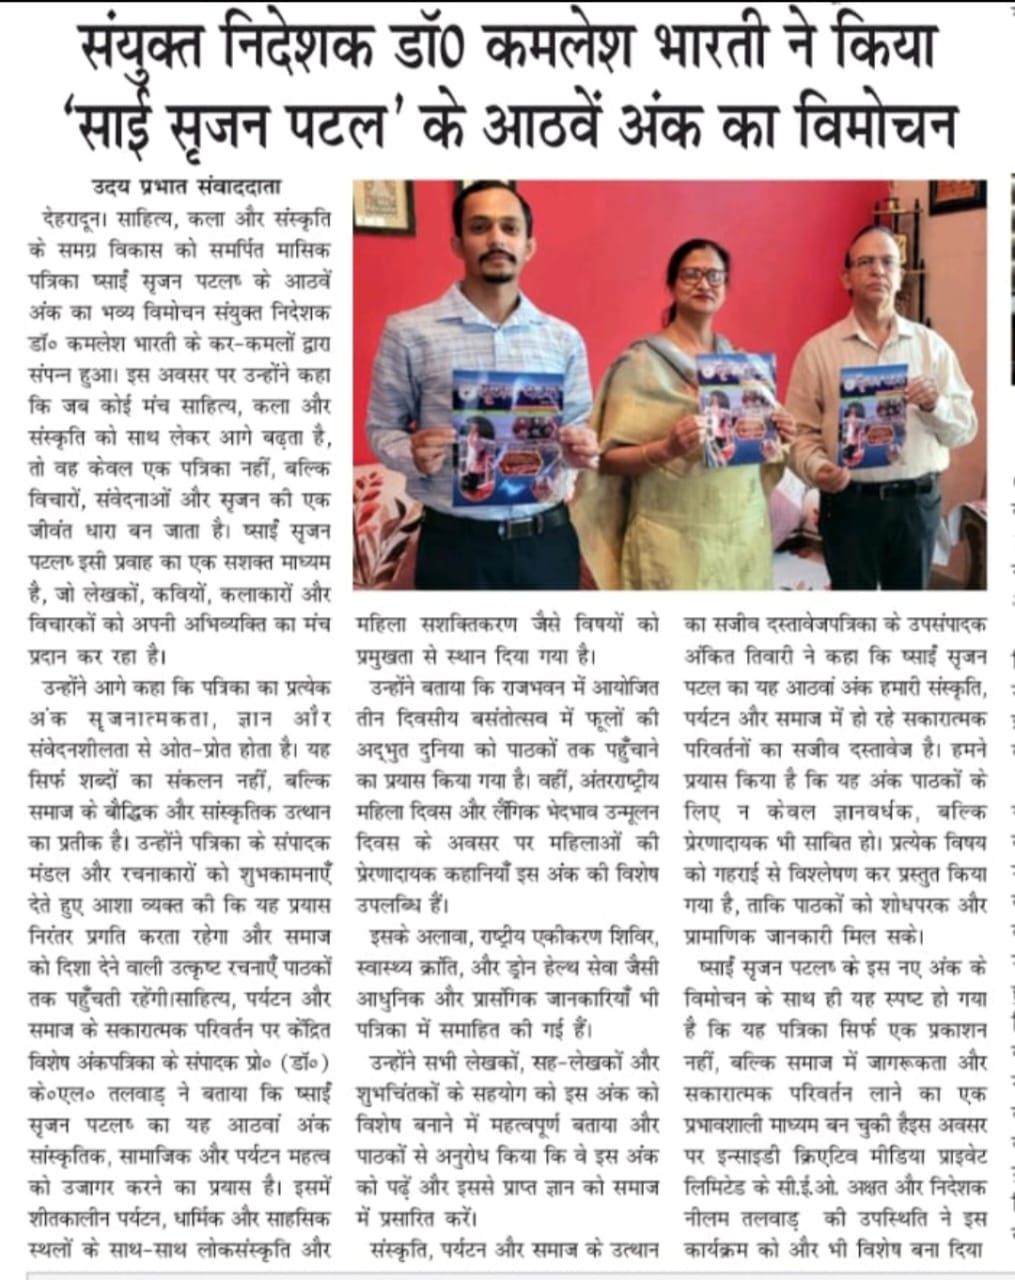 संयुक्त निदेशक डॉ0 कमलेश भारती ने किया
‘साईं सृजन पटल’ के आठवें अंक का विमोचन
उदय प्रभात संवाददाता
देहरादून। साहित्य, कला और संस्कृति
के समग्र विकास को समर्पित मासिक
पत्रिका ष्साईं सृजन पटलष् के आठवें
अंक का भव्य विमोचन संयुक्त निदेशक
डॉ० कमलेश भारती के कर-कमलों द्वारा
संपन्न हुआ। इस अवसर पर उन्होंने कहा
कि जब कोई मंच साहित्य, कला और
संस्कृति को साथ लेकर आगे बढ़ता है,
तो वह केवल एक पत्रिका नहीं, बल्कि
विचारों, संवेदनाओं और सृजन की एक
जीवंत धारा बन जाता है। ष्साईं सृजन
पटलष् इसी प्रवाह का एक सशक्त माध्यम
है, जो लेखकों, कवियों, कलाकारों और
विचारकों को अपनी अभिव्यक्ति का मंच
प्रदान कर रहा है।
उन्होंने आगे कहा कि पत्रिका का प्रत्येक
अंक सृजनात्मकता, ज्ञान और
संवेदनशीलता से ओत-प्रोत होता है। यह
सिर्फ शब्दों का संकलन नहीं, बल्कि
समाज के बौद्धिक और सांस्कृतिक उत्थान
का प्रतीक है। उन्होंने पत्रिका के संपादक
मंडल और रचनाकारों को शुभकामनाएँ
देते हुए आशा व्यक्त की कि यह प्रयास
निरंतर प्रगति करता रहेगा और समाज
को दिशा देने वाली उत्कृष्ट रचनाएँ पाठकों
तक पहुँचती रहेंगी।साहित्य, पर्यटन और
समाज के सकारात्मक परिवर्तन पर केंद्रित
विशेष अंकपत्रिका के संपादक प्रो० (डॉ०)
के०एल० तलवाड़ ने बताया कि ष्साईं
सृजन पटलष् का यह आठवां अंक
सांस्कृतिक, सामाजिक और पर्यटन महत्व
को उजागर करने का प्रयास है। इसमें
शीतकालीन पर्यटन, धार्मिक और साहसिक
स्थलों के साथ-साथ लोकसंस्कृति और
महिला सशक्तिकरण जैसे विषयों को
प्रमुखता से स्थान दिया गया है।
उन्होंने बताया कि राजभवन में आयोजित
तीन दिवसीय बसंतोत्सव में फूलों की
अद्भुत दुनिया को पाठकों तक पहुँचाने
का प्रयास किया गया है। वहीं, अंतरराष्ट्रीय
महिला दिवस और लैंगिक भेदभाव उन्मूलन
दिवस के अवसर पर महिलाओं की
प्रेरणादायक कहानियाँ इस अंक की विशेष
उपलब्धि हैं।
इसके अलावा, राष्ट्रीय एकीकरण शिविर,
स्वास्थ्य क्रांति, और ड्रोन हेल्थ सेवा जैसी
आधुनिक और प्रासंगिक जानकारियाँ भी
पत्रिका में समाहित की गई हैं।
उन्होंने सभी लेखकों, सह-लेखकों और
शुभचिंतकों के सहयोग को इस अंक को
विशेष बनाने में महत्वपूर्ण बताया और
पाठकों से अनुरोध किया कि वे इस अंक
को पढ़ें और इससे प्राप्त ज्ञान को समाज
में प्रसारित करें।
संस्कृति, पर्यटन और समाज के उत्थान
का सजीव दस्तावेजपत्रिका के उपसंपादक
अंकित तिवारी ने कहा कि ष्साईं सृजन
पटल का यह आठवां अंक हमारी संस्कृति,
पर्यटन और समाज में हो रहे सकारात्मक
परिवर्तनों का सजीव दस्तावेज है। हमने
प्रयास किया है कि यह अंक पाठकों के
लिए न केवल ज्ञानवर्धक, बल्कि
प्रेरणादायक भी साबित हो। प्रत्येक विषय
को गहराई से विश्लेषण कर प्रस्तुत किया
गया है, ताकि पाठकों को शोधपरक और
प्रामाणिक जानकारी मिल सके।
ष्साईं सृजन पटलष् के इस नए अंक के
विमोचन के साथ ही यह स्पष्ट हो गया
है कि यह पत्रिका सिर्फ एक प्रकाशन
नहीं, बल्कि समाज में जागरूकता और
सकारात्मक परिवर्तन लाने का एक
प्रभावशाली माध्यम बन चुकी हैइस अवसर
पर इन्साइडी क्रिएटिव मीडिया प्राइवेट
लिमिटेड के सी.ई.ओ. अक्षत और निदेशक
नीलम तलवाड़ की उपस्थिति ने इस
कार्यक्रम को और भी विशेष बना दिया